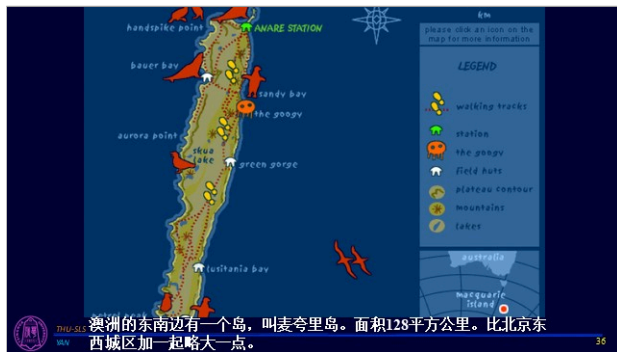 km
handspike point
ANARE STATION
please click an icon on the
map for more information
LEGEND
bauer bay
sandy bay
walking tracks
the googy
station
aurora point
the googy
skua
lake
green gorge
field huts
plateau contour
mountains
lakes
australia
lusitania bay
macquarie
island
澳洲的东南边有一个岛，叫麦夸里岛。面积128平方公里。比北京东
西城区加一起略大一点。
THU-SLS
YAN
36